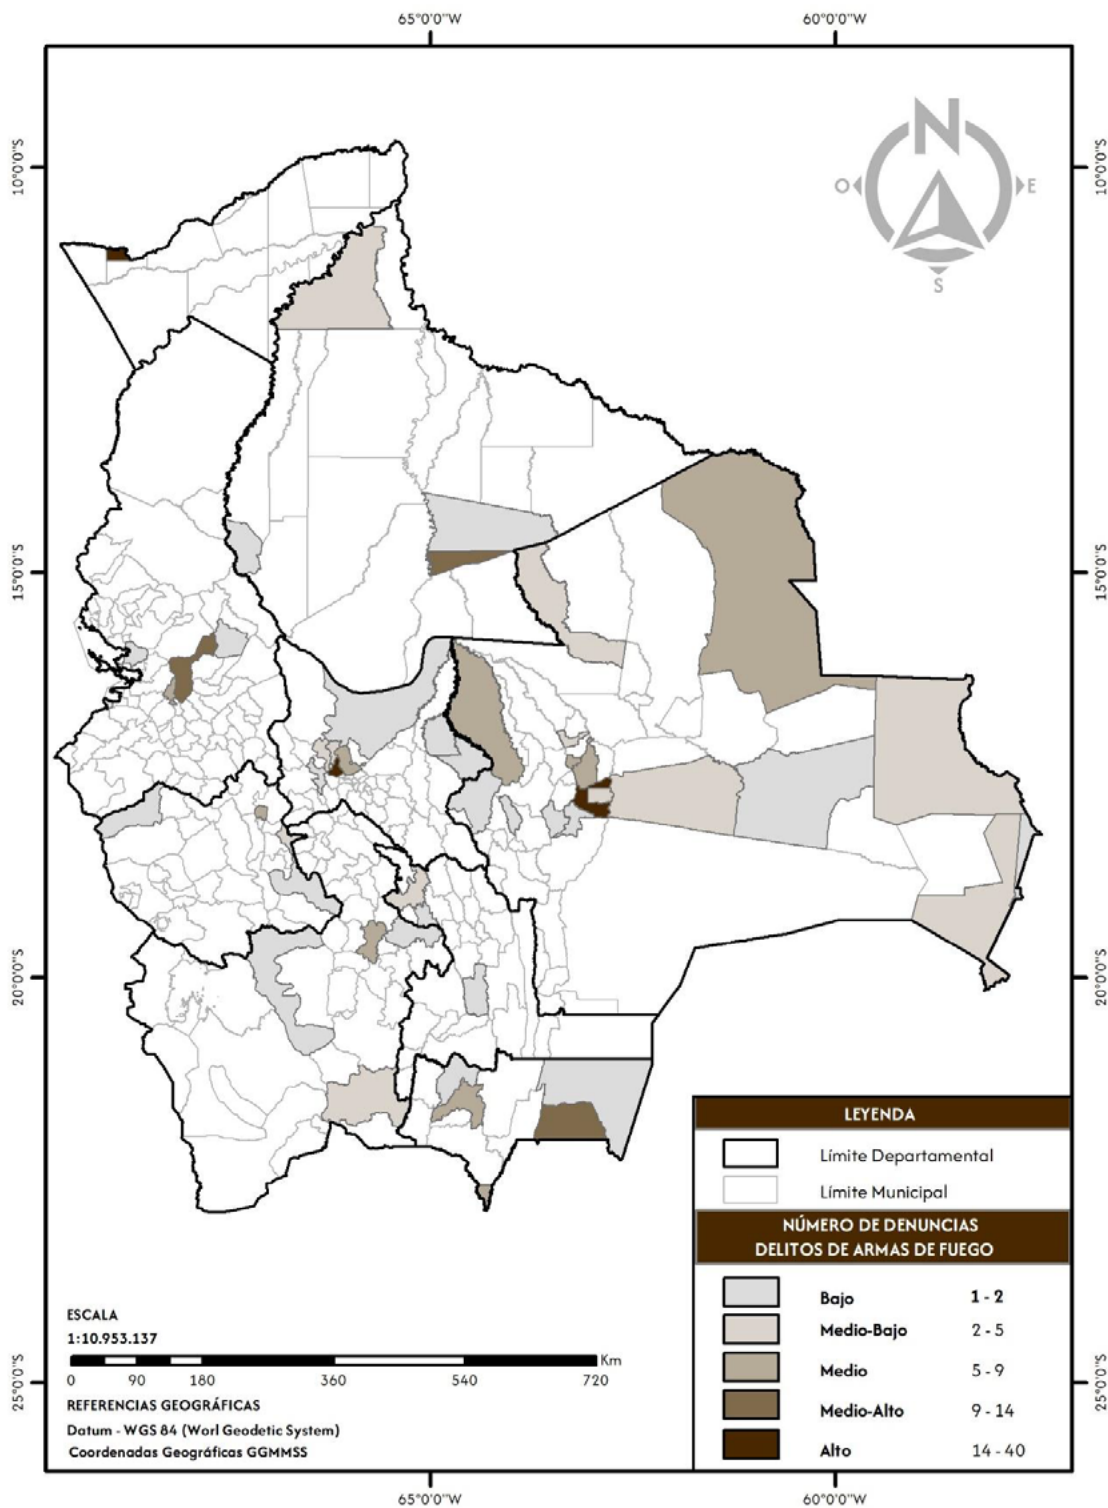 65°0'0"W 60°0'0"W
10°0'0"S 10°0'0"S
N
O E
S
15°0'0"S 15°0'0"S
20°0'0"S 20°0'0"S
LEYENDA
Límite Departamental
Límite Municipal
NÚMERO DE DENUNCIAS
DELITOS DE ARMAS DE FUEGO
Bajo 1 - 2
Medio-Bajo 2 - 5
Medio 5 - 9
Medio-Alto 9 - 14
Alto 14 - 40
ESCALA
1:10.953.137
Km
0 90 180 360 540 720
REFERENCIAS GEOGRÁFICAS
Datum - WGS 84 (Worl Geodetic System)
Coordenadas Geográficas GGMMSS
25°0'0"S 25°0'0"S
65°0'0"W 60°0'0"W